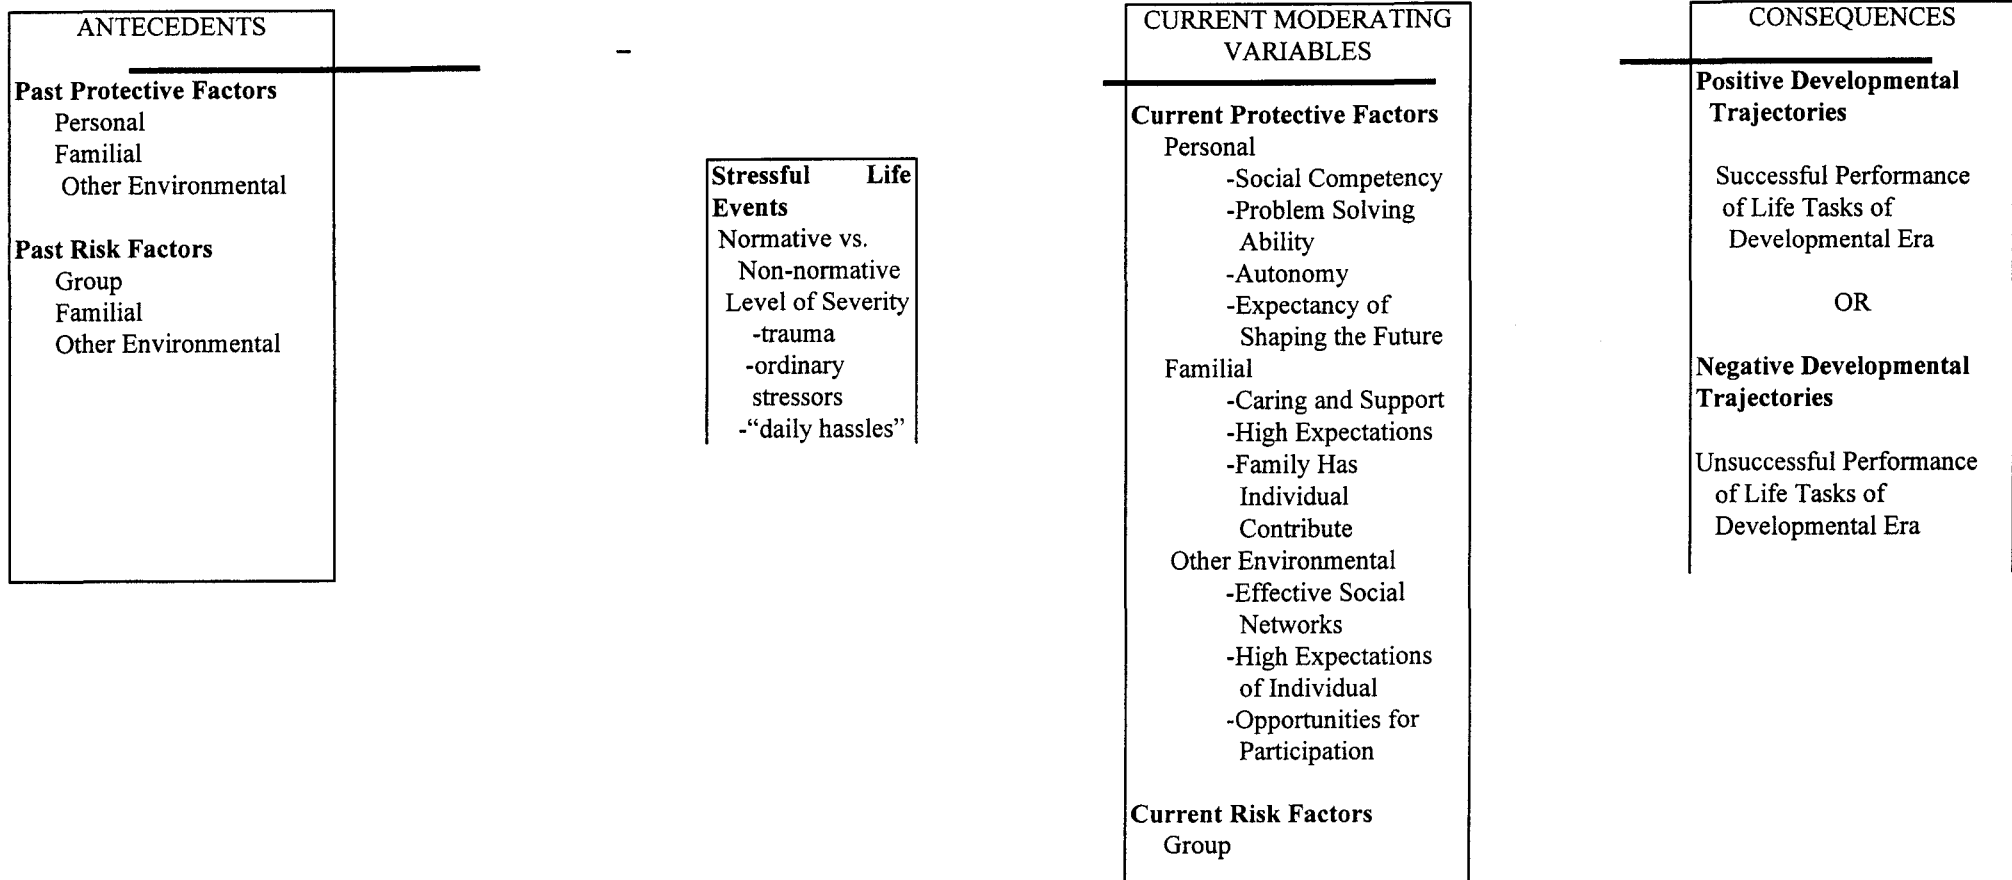 ANTECEDENTS
Past Protective Factors
Personal
Familial
Other Environmental
Past Risk Factors
Group
Familial
Other Environmental
Stressful Life
Events
Normative vs.
Non-normative
Level of Severity
-trauma
-ordinary
stressors
-“daily hassles”
CURRENT MODERATING
VARIABLES
Current Protective Factors
Personal
-Social Competency
-Problem Solving
Ability
-Autonomy
-Expectancy of
Shaping the Future
Familial
-Caring and Support
-High Expectations
-Family Has
Individual
Contribute
Other Environmental
-Effective Social
Networks
-High Expectations
of Individual
-Opportunities for
Participation
Current Risk Factors
Group
CONSEQUENCES
Positive Developmental
Trajectories
Successful Performance
of Life Tasks of
Developmental Era
OR
Negative Developmental
Trajectories
Unsuccessful Performance
of Life Tasks of
Developmental Era